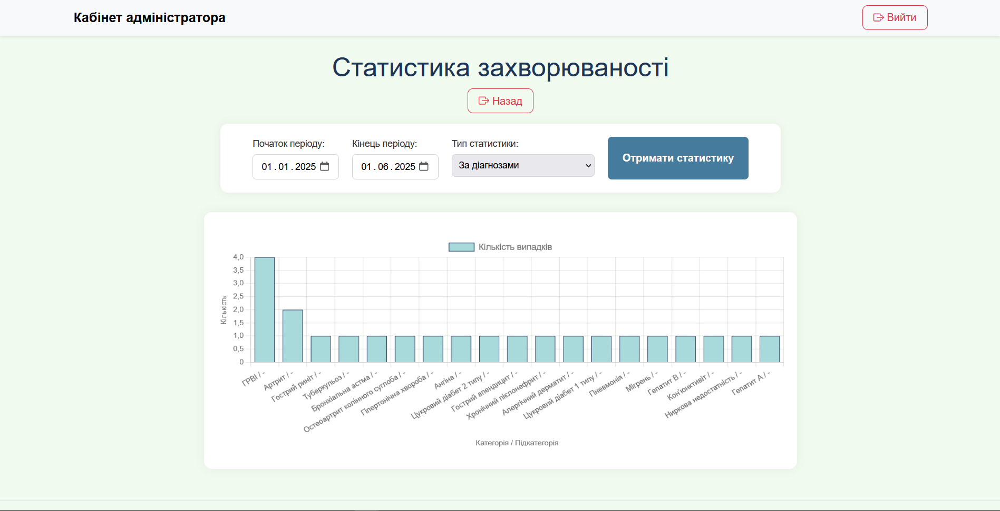 Кабінет адміністратора
Вийти
Статистика захворюваності
Назад
Початок періоду:
Кінець періоду:
Тип статистики:
01.01.2025
01.06.2025
За діагнозами
Отримати статистику
Кількість випадків
4,0
3,5
3,0
2,5
2,0
1,5
1,0
0,5
0
Кількість
ГРВІ / -
Артрит / -
Гострий риніт / -
Туберкульоз / -
Бронхіальна астма / -
Остеоартрит колінного суглоба / -
Гіпертонічна хвороба / -
Ангіна / -
Цукровий діабет 2 типу / -
Гострий апендицит / -
Хронічний пієлонефрит / -
Алергічний дерматит / -
Цукровий діабет 1 типу / -
Пневмонія / -
Мігрень / -
Гепатит B / -
Кон'юнктивіт / -
Ниркова недостатність / -
Гепатит A / -
Категорія / Підкатегорія